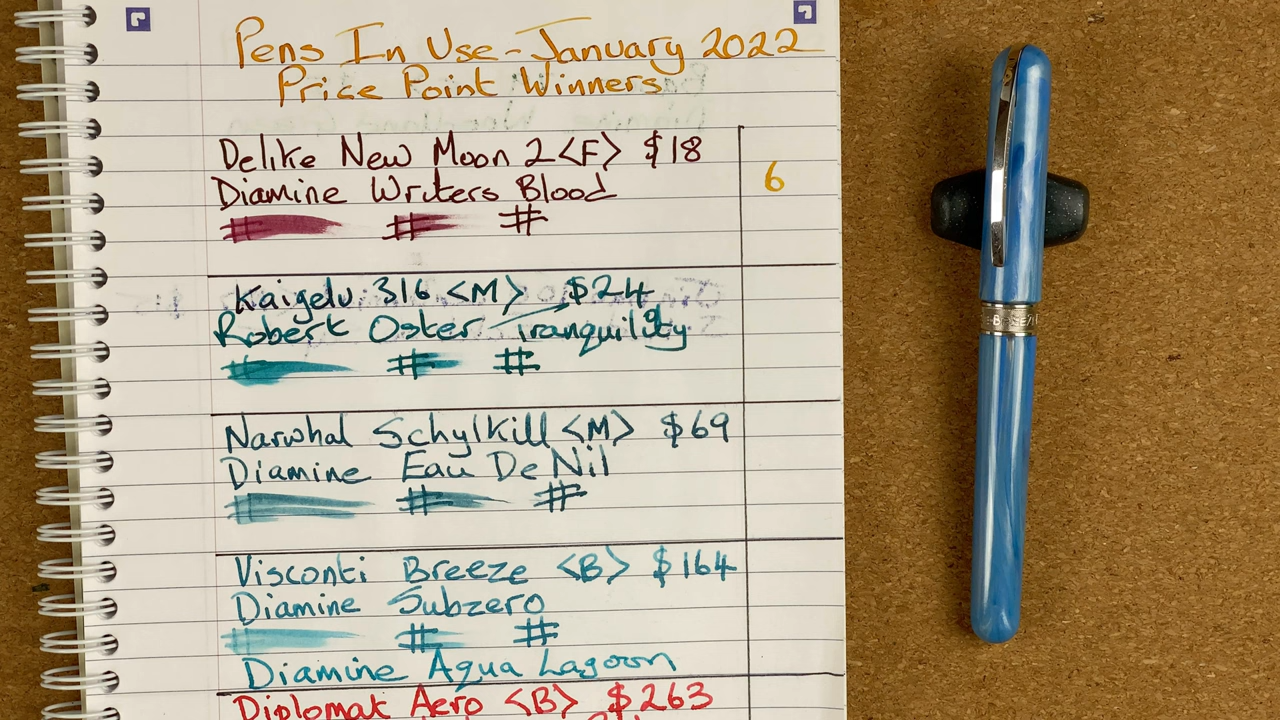 Pens In Use - January 2022
Price Point Winners
Delike New Moon 2 <F> $18
6
Diamine Writers Blood
# # #
Kaigelu 316 <M> $24
Robert Oster Tranquility
# # #
Narwhal Schylkill <M> $69
Diamine Eau De Nil
# # #
Visconti Breeze <B> $164
Diamine Subzero
# # #
Diamine Aqua Lagoon
Diplomat Aero <B> $263